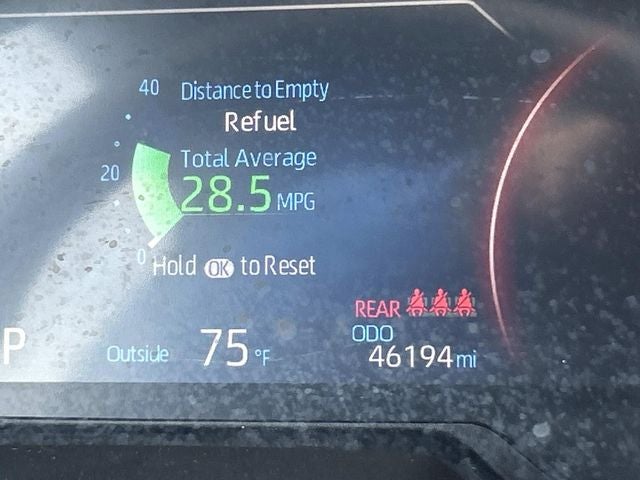 40 Distance to Empty
Refuel
20 Total Average
28.5 MPG
0 Hold OK to Reset
REAR
ODO
P Outside 75 °F 46194 mi